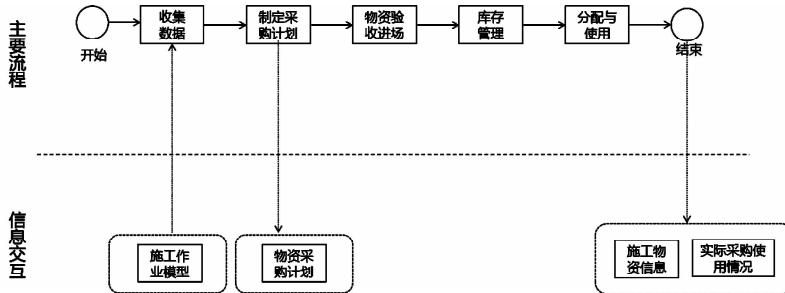 主要流程
开始
收集
数据
制定采
购计划
物资验
收进场
库存
管理
分配与
使用
结束
信息交互
施工作
业模型
物资采
购计划
施工物
资信息
实际采购使
用情况